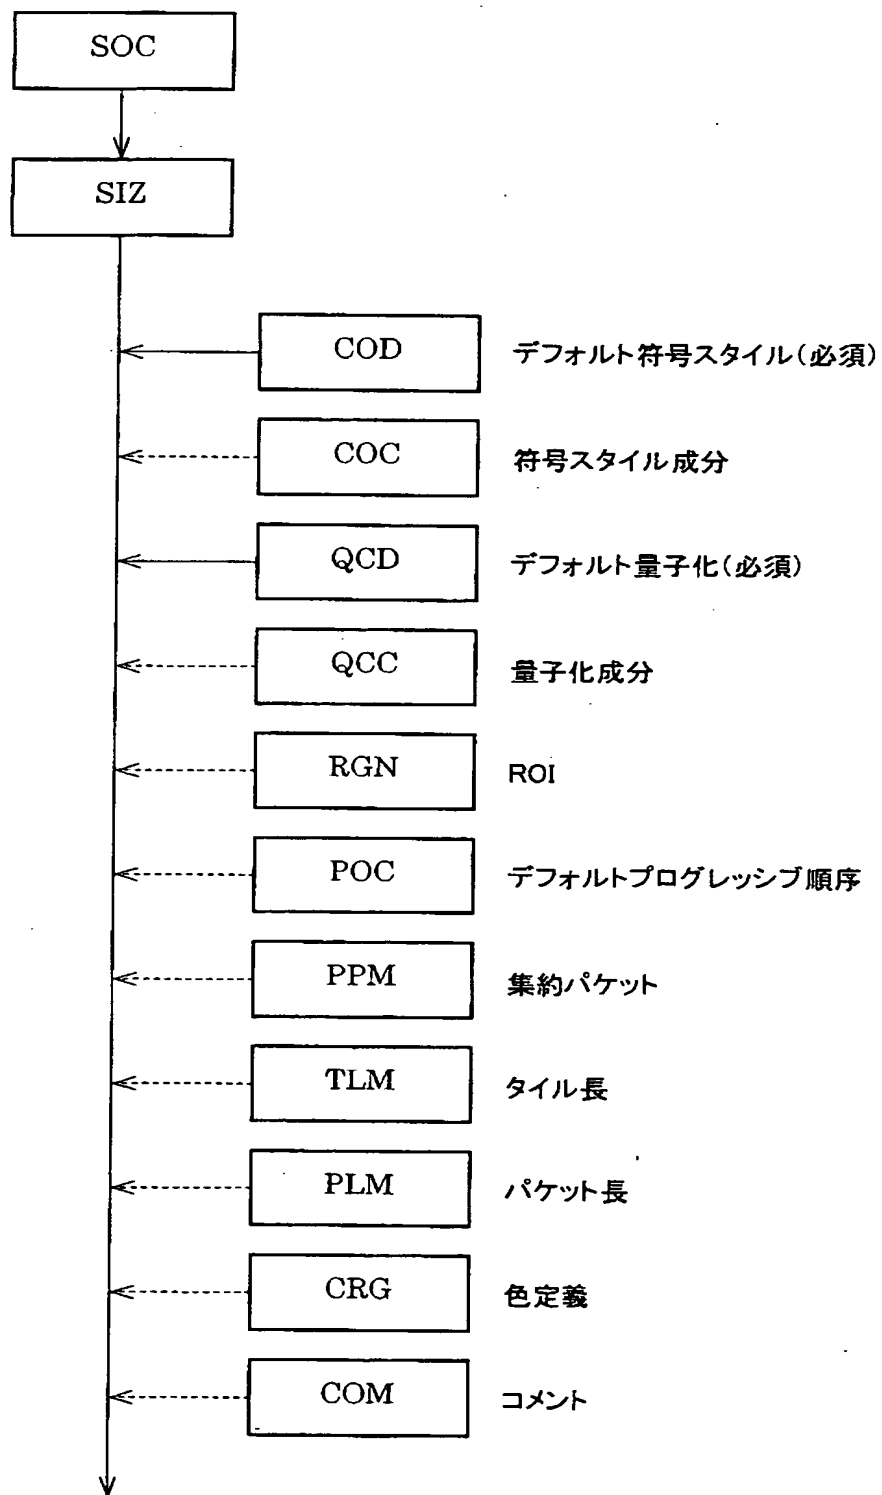 SOC
SIZ
COD デフォルト符号スタイル(必須)
COC 符号スタイル成分
QCD デフォルト量子化(必須)
QCC 量子化成分
RGN ROI
POC デフォルトプログレッシブ順序
PPM 集約パケット
TLM タイル長
PLM パケット長
CRG 色定義
COM コメント